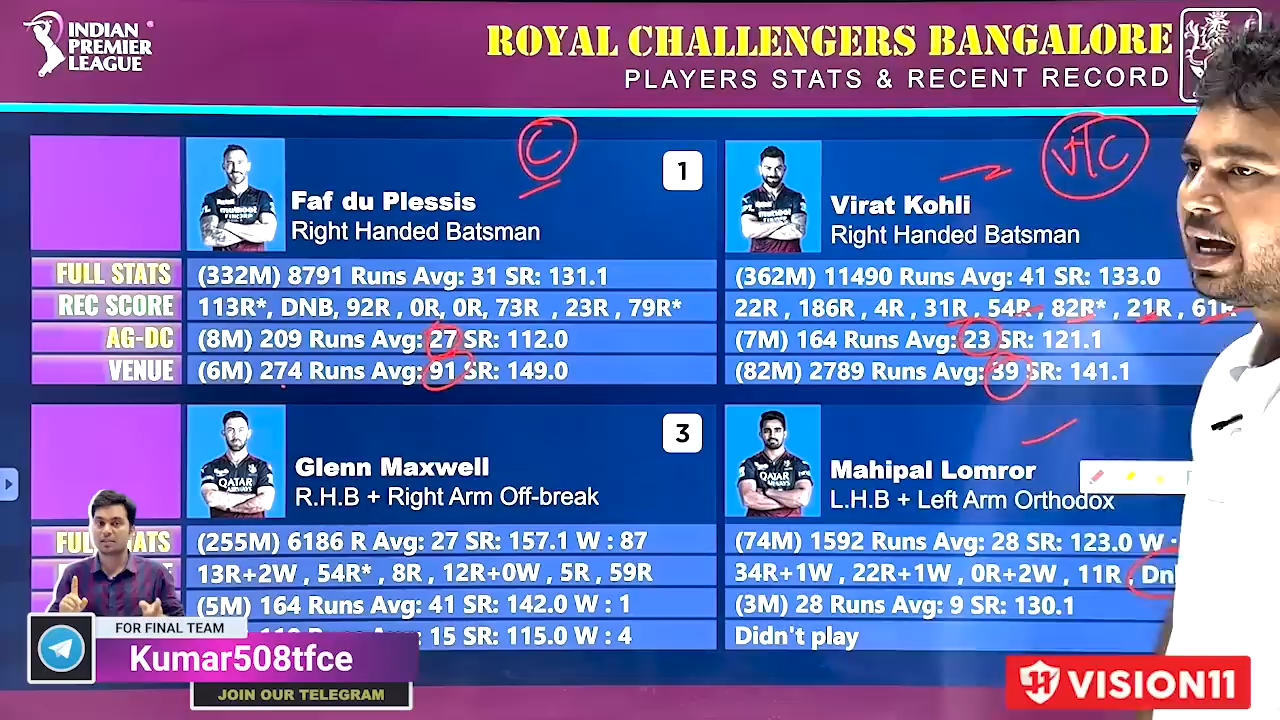 INDIAN
PREMIER
LEAGUE
ROYAL CHALLENGERS BANGALORE
PLAYERS STATS & RECENT RECORD
C
1
Faf du Plessis
Right Handed Batsman
VTC
Virat Kohli
Right Handed Batsman
FULL STATS
(332M) 8791 Runs Avg: 31 SR: 131.1
(362M) 11490 Runs Avg: 41 SR: 133.0
REC SCORE
113R*, DNB, 92R, 0R, 0R, 73R , 23R , 79R*
22R , 186R , 4R , 31R , 54R , 82R* , 21R , 61R
AG-DC
(8M) 209 Runs Avg: 27 SR: 112.0
(7M) 164 Runs Avg: 23 SR: 121.1
VENUE
(6M) 274 Runs Avg: 91 SR: 149.0
(82M) 2789 Runs Avg: 39 SR: 141.1
3
Glenn Maxwell
R.H.B + Right Arm Off-break
QATAR
AIRWAYS
Mahipal Lomror
L.H.B + Left Arm Orthodox
QATAR
(255M) 6186 R Avg: 27 SR: 157.1 W : 87
(74M) 1592 Runs Avg: 28 SR: 123.0 W
13R+2W , 54R* , 8R , 12R+0W , 5R , 59R
34R+1W , 22R+1W , 0R+2W , 11R ,
(5M) 164 Runs Avg: 41 SR: 142.0 W : 1
(3M) 28 Runs Avg: 9 SR: 130.1
: 15 SR: 115.0 W : 4
Didn't play
FOR FINAL TEAM
Kumar508tfce
JOIN OUR TELEGRAM
11 VISION11